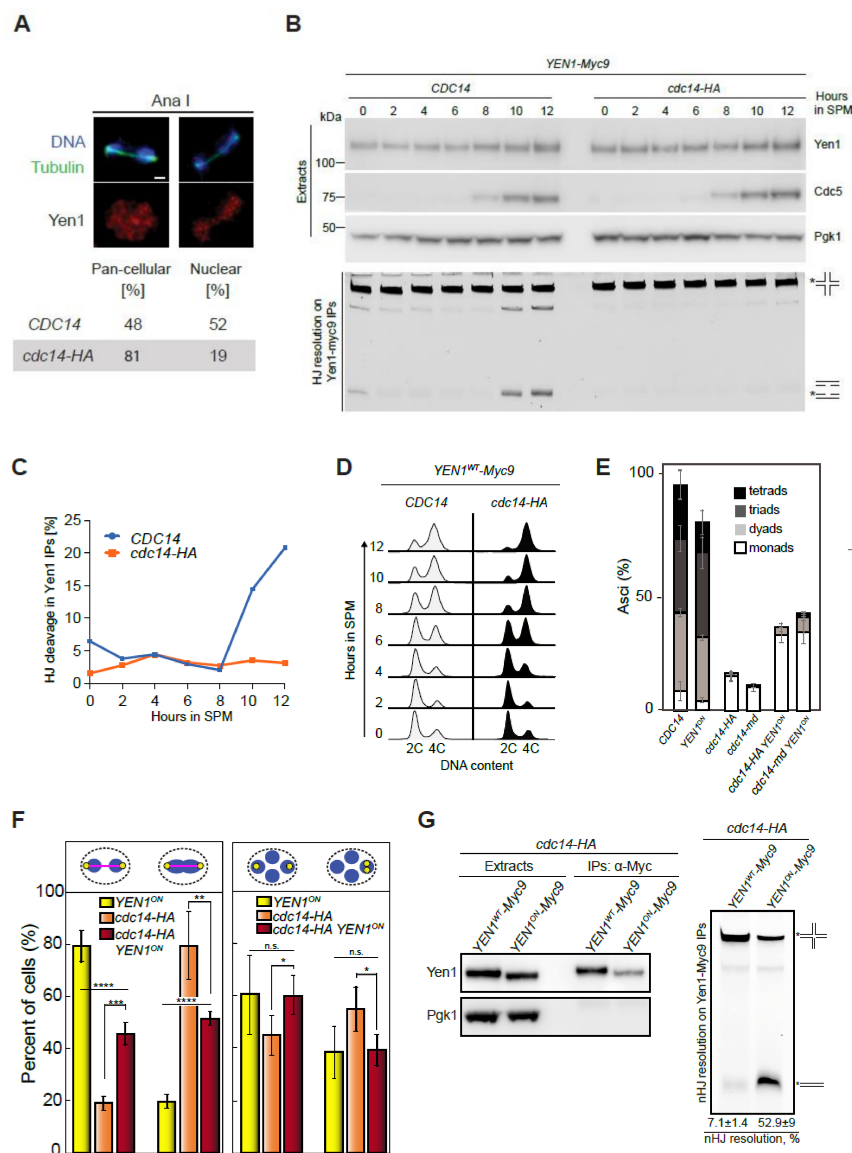 A
Ana I
DNA
Tubulin
Yen1
Pan-cellular [%]
Nuclear [%]
CDC14 48 52
cdc14-HA 81 19
B
YEN1-Myc9
CDC14 cdc14-HA
0 2 4 6 8 10 12 0 2 4 6 8 10 12 Hours in SPM
kDa
Extracts
100
75
50
Yen1
Cdc5
Pgk1
HJ resolution on Yen1-myc9 IPs
*
*
C
HJ cleavage in Yen1 IPs [%]
25
20
15
10
5
0
CDC14
cdc14-HA
0 2 4 6 8 10 12
Hours in SPM
D
YEN1WT-Myc9
CDC14 cdc14-HA
Hours in SPM
12
10
8
6
4
2
0
2C 4C 2C 4C
DNA content
E
Asci (%)
100
50
0
tetrads
triads
dyads
monads
CDC14
YEN1ON
cdc14-HA
cdc14-md
cdc14-HA YEN1ON
cdc14-md YEN1ON
F
Percent of cells (%)
100
80
60
40
20
0
YEN1ON
cdc14-HA
cdc14-HA YEN1ON
**
****
***
****
YEN1ON
cdc14-HA
cdc14-HA YEN1ON
n.s.
*
n.s.
*
G
cdc14-HA
Extracts IPs: α-Myc
YEN1WT-Myc9
YEN1ON-Myc9
YEN1WT-Myc9
YEN1ON-Myc9
Yen1
Pgk1
cdc14-HA
YEN1WT-Myc9
YEN1ON-Myc9
nHJ resolution on Yen1-Myc9 IPs
*
*
7.1±1.4 52.9±9
nHJ resolution, %